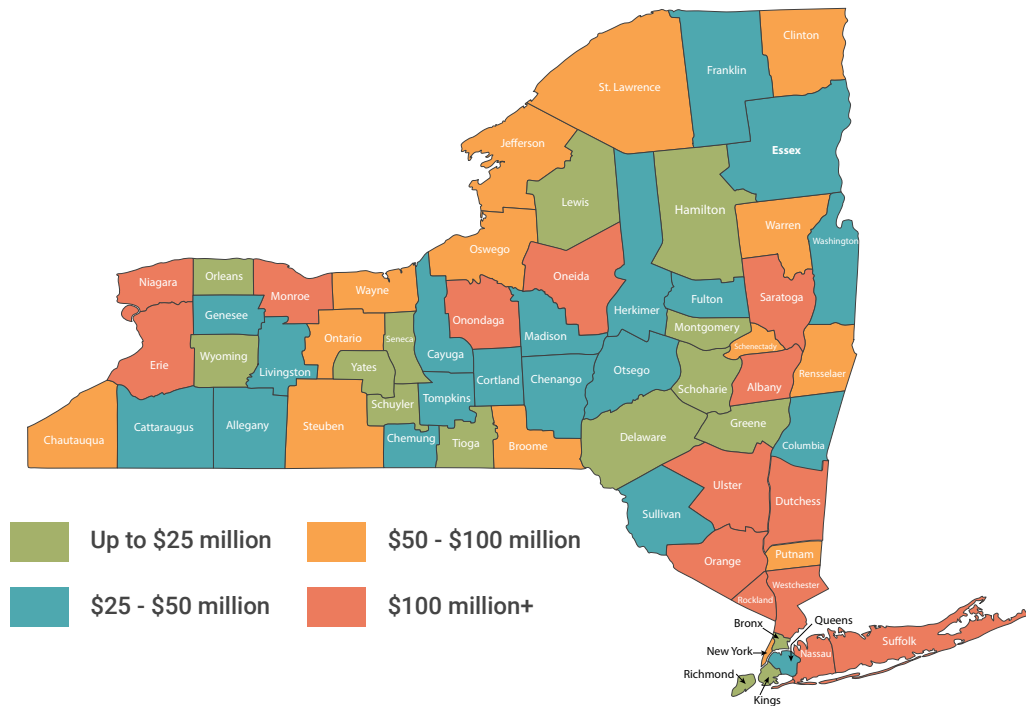 Clinton
Franklin
St. Lawrence
Jefferson
Essex
Lewis
Hamilton
Warren
Washington
Oswego
Oneida
Herkimer
Niagara
Orleans
Monroe
Wayne
Saratoga
Fulton
Genesee
Onondaga
Madison
Montgomery
Ontario
Seneca
Cayuga
Schenectady
Erie
Wyoming
Livingston
Yates
Cortland
Chenango
Otsego
Schoharie
Albany
Rensselaer
Tompkins
Schuyler
Chautauqua
Cattaraugus
Allegany
Steuben
Chemung
Tioga
Broome
Delaware
Greene
Columbia
Ulster
Dutchess
Sullivan
Orange
Putnam
Westchester
Rockland
Bronx
Queens
New York
Nassau
Suffolk
Richmond
Kings
Up to $25 million
$50 - $100 million
$25 - $50 million
$100 million+